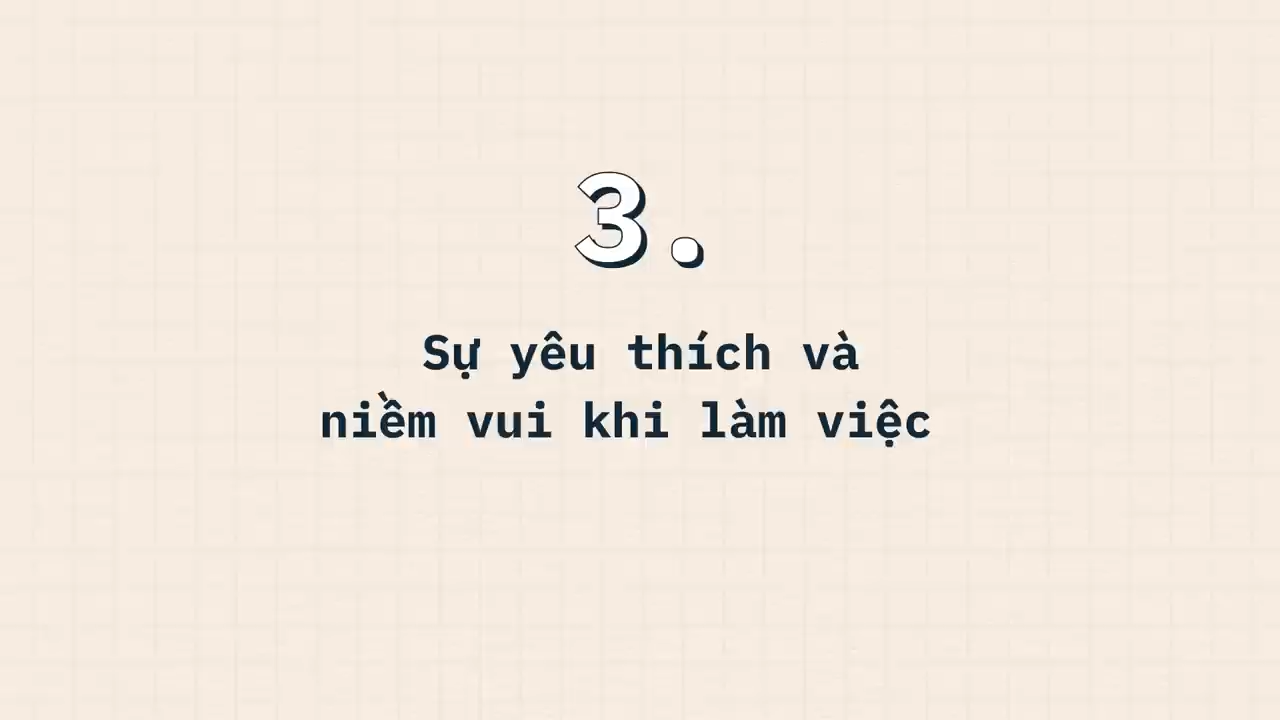 3.
Sự yêu thích và
niềm vui khi làm việc